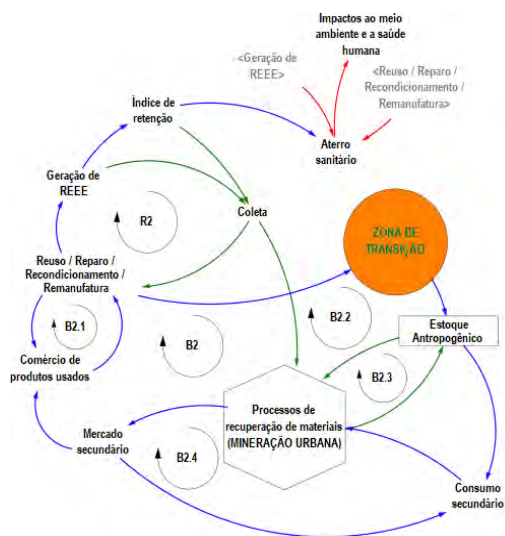 Impactos ao meio
ambiente e a saúde
humana
<Geração de
REEE>
<Reuso / Reparo /
Recondicionamento /
Remanufatura>
Índice de
retenção
Aterro
sanitário
Geração de
REEE
Coleta
R2
ZONA DE
TRANSIÇÃO
Reuso / Reparo /
Recondicionamento /
Remanufatura
B2.1
B2
B2.2
Estoque
Antropogênico
Comércio de
produtos usados
B2.3
Processos de
recuperação de materiais
(MINERAÇÃO URBANA)
Mercado
secundário
B2.4
Consumo
secundário